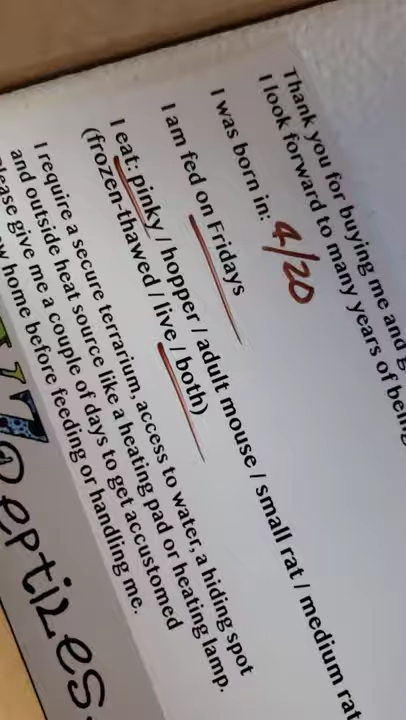 Thank you for buying me and
I look forward to many years of being
I was born in: 4/20
I am fed on Fridays
I eat: pinky / hopper / adult mouse / small rat / medium rat
(frozen-thawed / live / both)
I require a secure terrarium, access to water, a hiding spot
and outside heat source like a heating pad or heating lamp.
Please give me a couple of days to get accustomed
home before feeding or handling me.
Reptiles